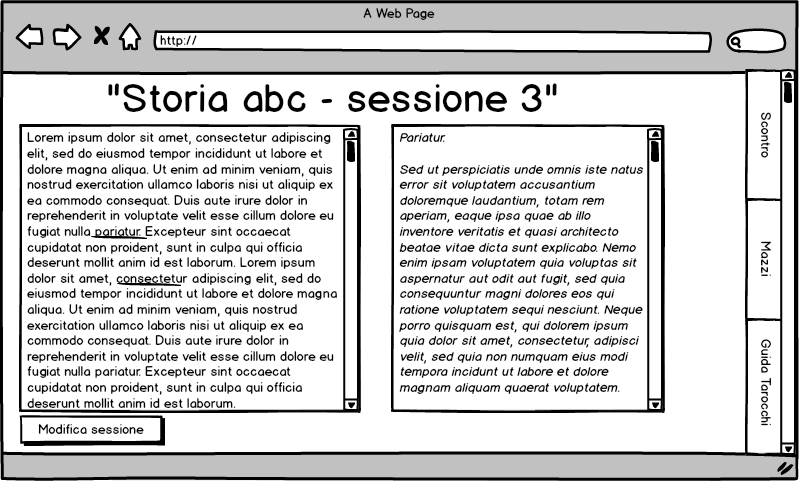 A Web Page
http://
"Storia abc - sessione 3"
Lorem ipsum dolor sit amet, consectetur adipiscing
elit, sed do eiusmod tempor incididunt ut labore et
dolore magna aliqua. Ut enim ad minim veniam, quis
nostrud exercitation ullamco laboris nisi ut aliquip ex
ea commodo consequat. Duis aute irure dolor in
reprehenderit in voluptate velit esse cillum dolore eu
fugiat nulla pariatur. Excepteur sint occaecat
cupidatat non proident, sunt in culpa qui officia
deserunt mollit anim id est laborum. Lorem ipsum
dolor sit amet, consectetur adipiscing elit, sed do
eiusmod tempor incididunt ut labore et dolore magna
aliqua. Ut enim ad minim veniam, quis nostrud
exercitation ullamco laboris nisi ut aliquip ex ea
commodo consequat. Duis aute irure dolor in
reprehenderit in voluptate velit esse cillum dolore eu
fugiat nulla pariatur. Excepteur sint occaecat
cupidatat non proident, sunt in culpa qui officia
deserunt mollit anim id est laborum.
Pariatur.
Sed ut perspiciatis unde omnis iste natus
error sit voluptatem accusantium
doloremque laudantium, totam rem
aperiam, eaque ipsa quae ab illo
inventore veritatis et quasi architecto
beatae vitae dicta sunt explicabo. Nemo
enim ipsam voluptatem quia voluptas sit
aspernatur aut odit aut fugit, sed quia
consequuntur magni dolores eos qui
ratione voluptatem sequi nesciunt. Neque
porro quisquam est, qui dolorem ipsum
quia dolor sit amet, consectetur, adipisci
velit, sed quia non numquam eius modi
tempora incidunt ut labore et dolore
magnam aliquam quaerat voluptatem.
Modifica sessione
Scontro
Mazzi
Guida Tarocchi